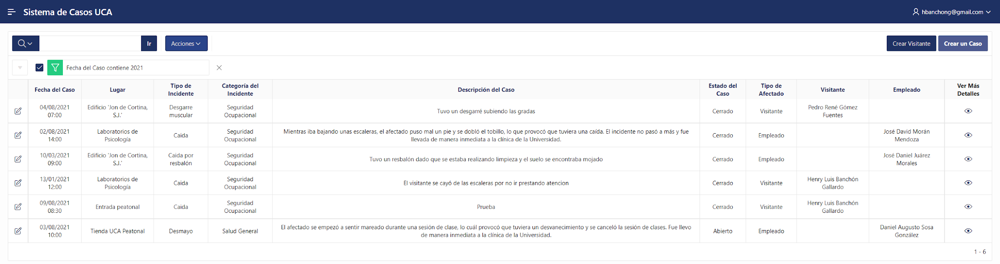 Sistema de Casos UCA
hbanchong@gmail.com
Ir
Acciones
Crear Visitante
Crear un Caso
Fecha del Caso contiene 2021
Fecha del Caso
Lugar
Tipo de
Incidente
Categoría del
Incidente
Descripción del Caso
Estado del
Caso
Tipo de
Afectado
Visitante
Empleado
Ver Más
Detalles
04/08/2021
07:00
Edificio 'Jon de Cortina,
S.J.'
Desgarre
muscular
Seguridad
Ocupacional
Tuvo un desgarré subiendo las gradas
Cerrado
Visitante
Pedro René Gómez
Fuentes
02/08/2021
14:00
Laboratorios de
Psicología
Caida
Seguridad
Ocupacional
Mientras iba bajando unas escaleras, el afectado puso mal un pie y se dobló el tobillo, lo que provocó que tuviera una caída. El incidente no pasó a más y fue
llevada de manera inmediata a la clínica de la Universidad.
Cerrado
Empleado
José David Morán
Mendoza
10/03/2021
09:00
Edificio 'Jon de Cortina,
S.J.'
Caida por
resbalón
Seguridad
Ocupacional
Tuvo un resbalón dado que se estaba realizando limpieza y el suelo se encontraba mojado
Cerrado
Empleado
José Daniel Juárez
Morales
13/01/2021
12:00
Laboratorios de
Psicología
Caida
Seguridad
Ocupacional
El visitante se cayó de las escaleras por no ir prestando atencion
Cerrado
Visitante
Henry Luis Banchón
Gallardo
09/08/2021
08:30
Entrada peatonal
Caida
Seguridad
Ocupacional
Prueba
Cerrado
Visitante
Henry Luis Banchón
Gallardo
03/08/2021
10:00
Tienda UCA Peatonal
Desmayo
Salud General
El afectado se empezó a sentir mareado durante una sesión de clase, lo cuál provocó que tuviera un desvanecimiento y se canceló la sesión de clases. Fue llevo
de manera inmediata a la clínica de la Universidad.
Abierto
Empleado
Daniel Augusto Sosa
González
1 - 6